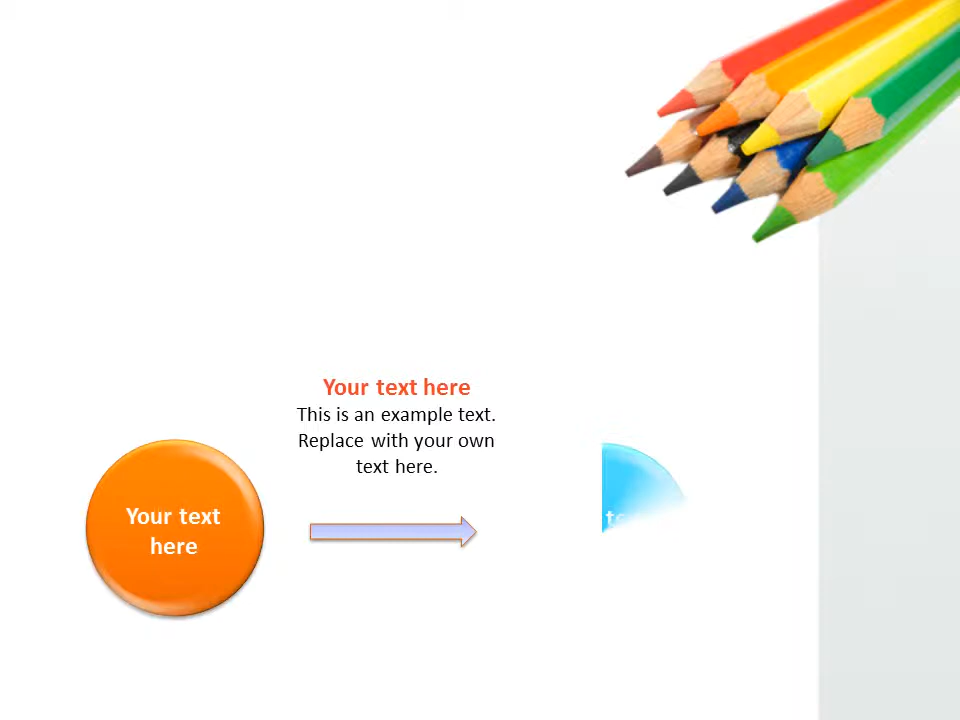 Your text here
This is an example text.
Replace with your own
text here.
Your text
here